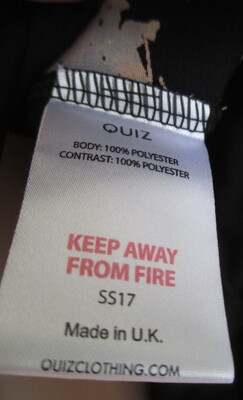 QUIZ
BODY: 100% POLYESTER
CONTRAST: 100% POLYESTER
KEEP AWAY
FROM FIRE
SS17
Made in U.K.
QUIZCLOTHING.COM